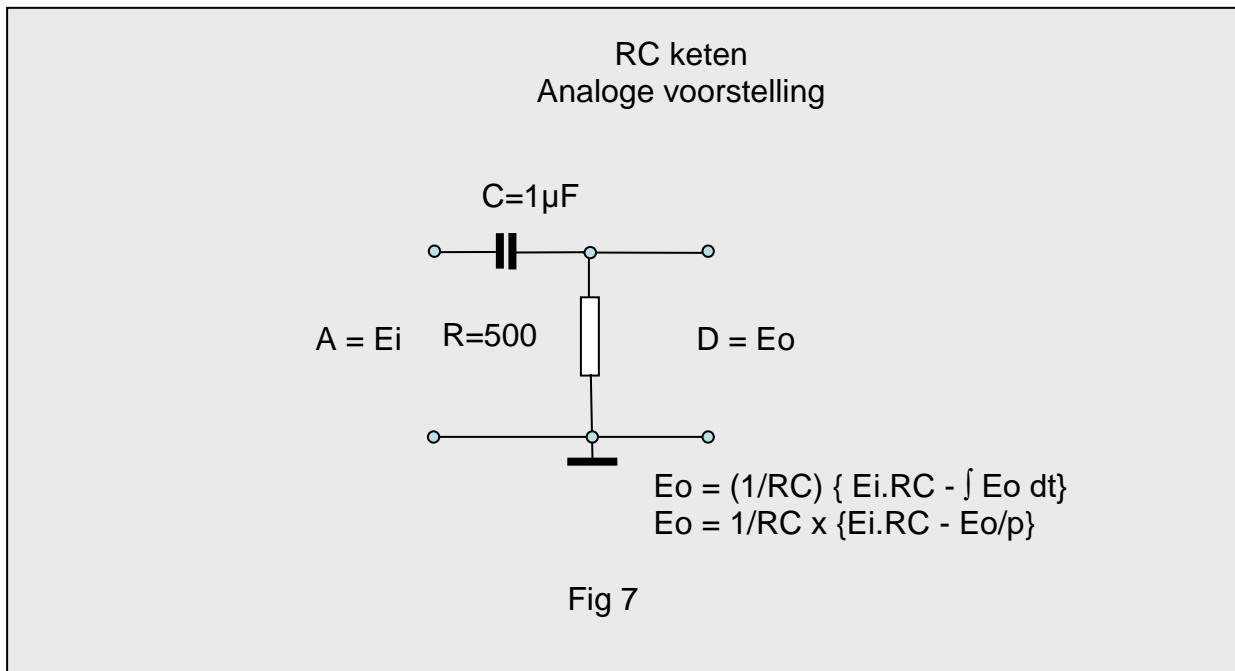 RC keten
Analoge voorstelling
C=1µF
A = Ei
R=500
D = Eo
Eo = (1/RC) { Ei.RC - ∫ Eo dt}
Eo = 1/RC x {Ei.RC - Eo/p}
Fig 7